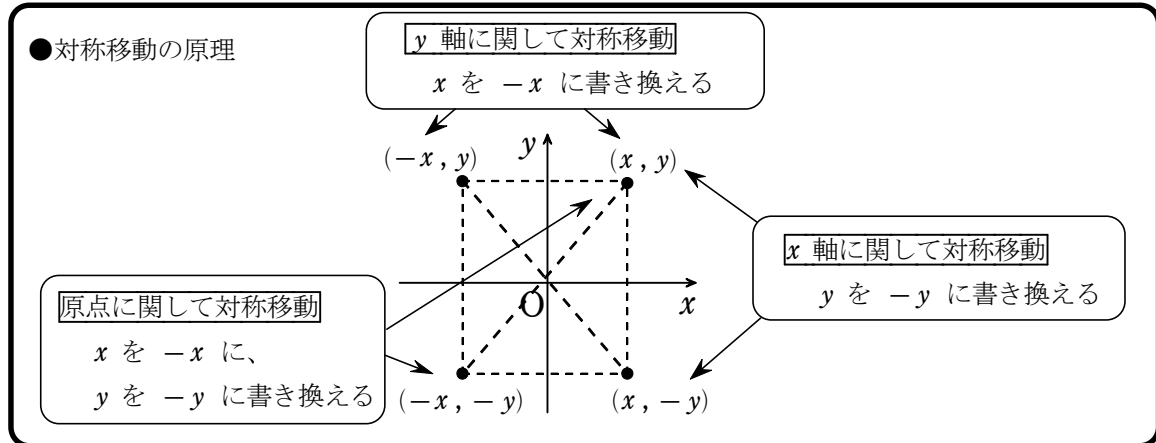 ●対称移動の原理
y 軸に関して対称移動
x を −x に書き換える
(−x , y)
y
(x , y)
x 軸に関して対称移動
y を −y に書き換える
O
x
原点に関して対称移動
x を −x に、
y を −y に書き換える
(−x , −y)
(x , −y)